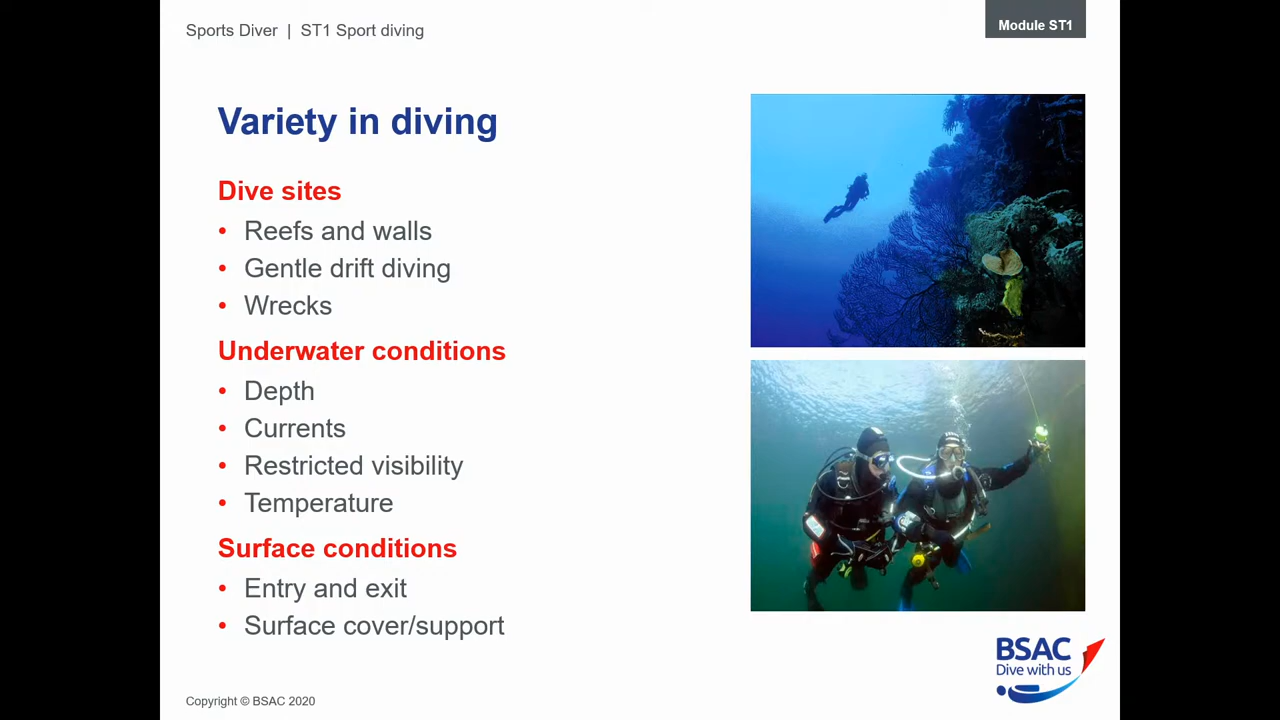 Sports Diver | ST1 Sport diving
Module ST1
Variety in diving
Dive sites
• Reefs and walls
• Gentle drift diving
• Wrecks
Underwater conditions
• Depth
• Currents
• Restricted visibility
• Temperature
Surface conditions
• Entry and exit
• Surface cover/support
BSAC
Dive with us
Copyright © BSAC 2020